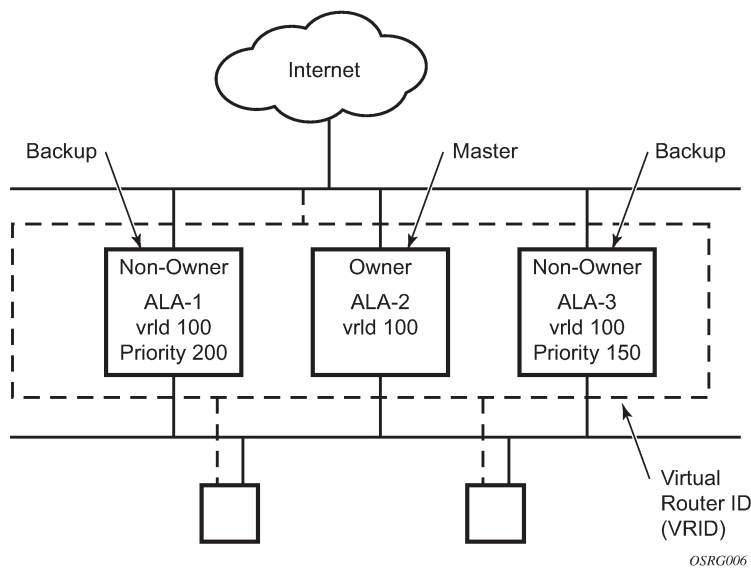 Internet
Backup
Master
Backup
Non-Owner
ALA-1
vrId 100
Priority 200
Owner
ALA-2
vrId 100
Non-Owner
ALA-3
vrId 100
Priority 150
Virtual
Router ID
(VRID)
OSRG006